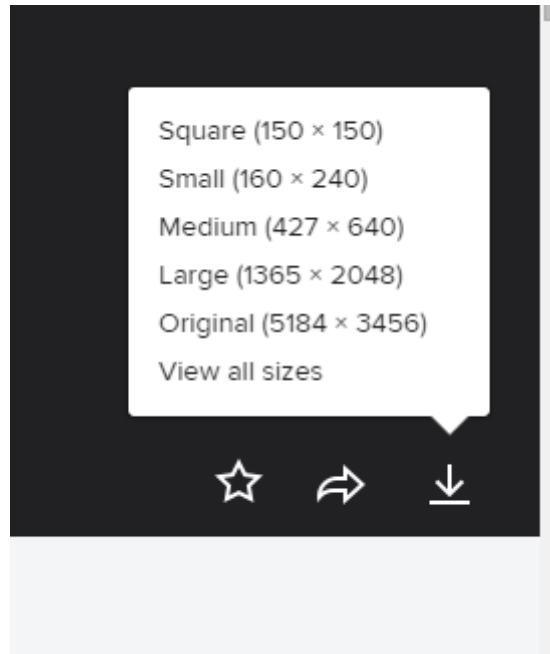 Square (150 × 150)
Small (160 × 240)
Medium (427 × 640)
Large (1365 × 2048)
Original (5184 × 3456)
View all sizes